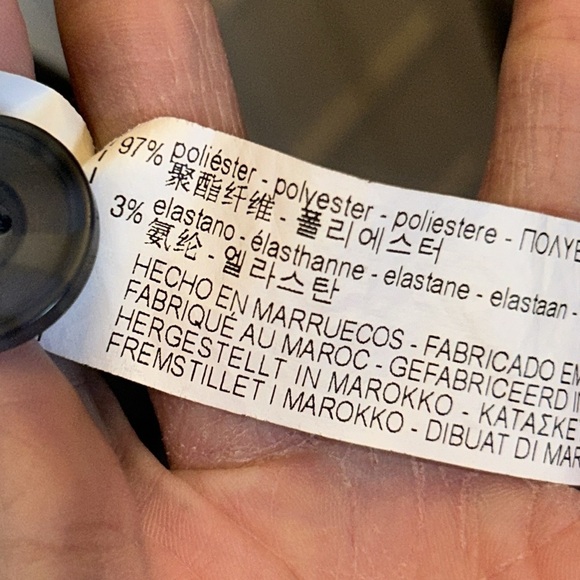 97% poliéster - polyester - poliestere - ΠΟΛΥΕ
聚酯纤维 - 폴리에스터
3% elastano - élasthanne - elastane - elastaan -
氨纶 - 엘라스탄
HECHO EN MARRUECOS - FABRICADO EM
FABRIQUÉ AU MAROC - GEFABRICEERD IN
HERGESTELLT IN MAROKKO - ΚΑΤΑΣΚΕ
FREMSTILLET I MAROKKO - DIBUAT DI MAR